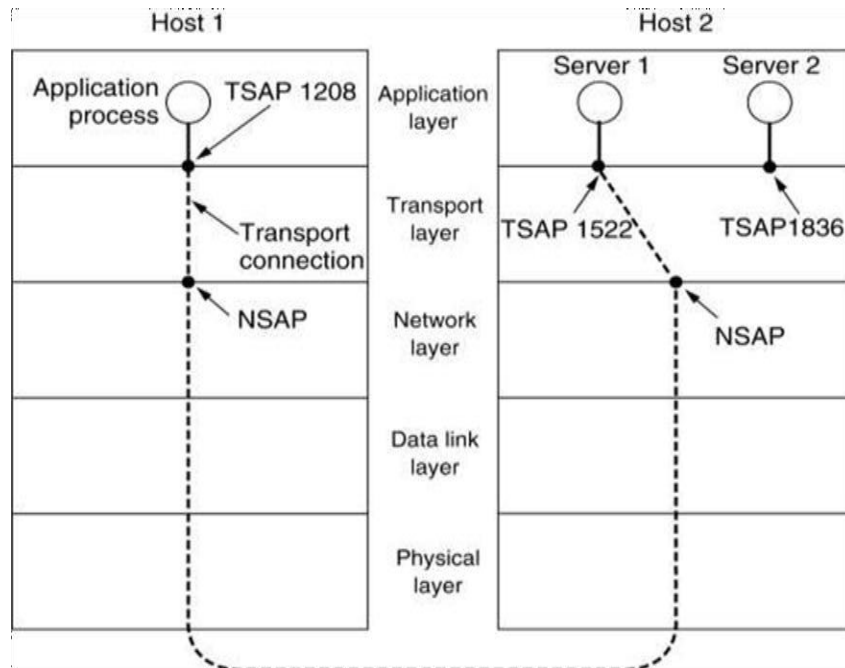 Host 1
Host 2
Application
process
TSAP 1208
Application
layer
Server 1
Server 2
Transport
connection
Transport
layer
TSAP 1522
TSAP1836
NSAP
Network
layer
NSAP
Data link
layer
Physical
layer